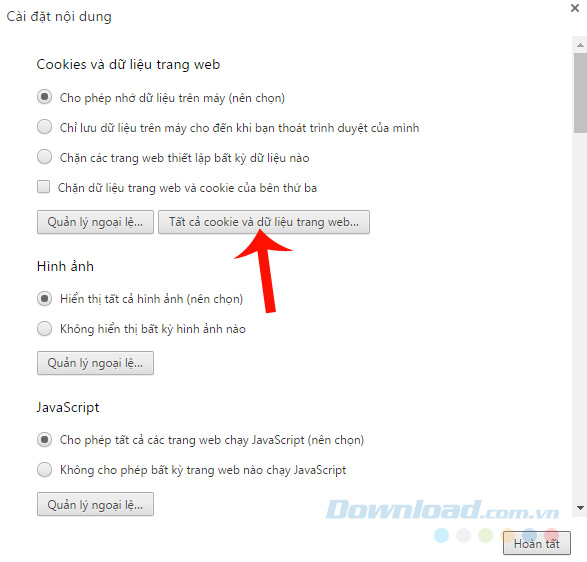 Cài đặt nội dung
Cookies và dữ liệu trang web
Cho phép nhớ dữ liệu trên máy (nên chọn)
Chỉ lưu dữ liệu trên máy cho đến khi bạn thoát trình duyệt của mình
Chặn các trang web thiết lập bất kỳ dữ liệu nào
Chặn dữ liệu trang web và cookie của bên thứ ba
Quản lý ngoại lệ... Tất cả cookie và dữ liệu trang web...
Hình ảnh
Hiển thị tất cả hình ảnh (nên chọn)
Không hiển thị bất kỳ hình ảnh nào
Quản lý ngoại lệ...
JavaScript
Cho phép tất cả các trang web chạy JavaScript (nên chọn)
Không cho phép bất kỳ trang web nào chạy JavaScript
Quản lý ngoại lệ...
Download.com.vn
Hoàn tất